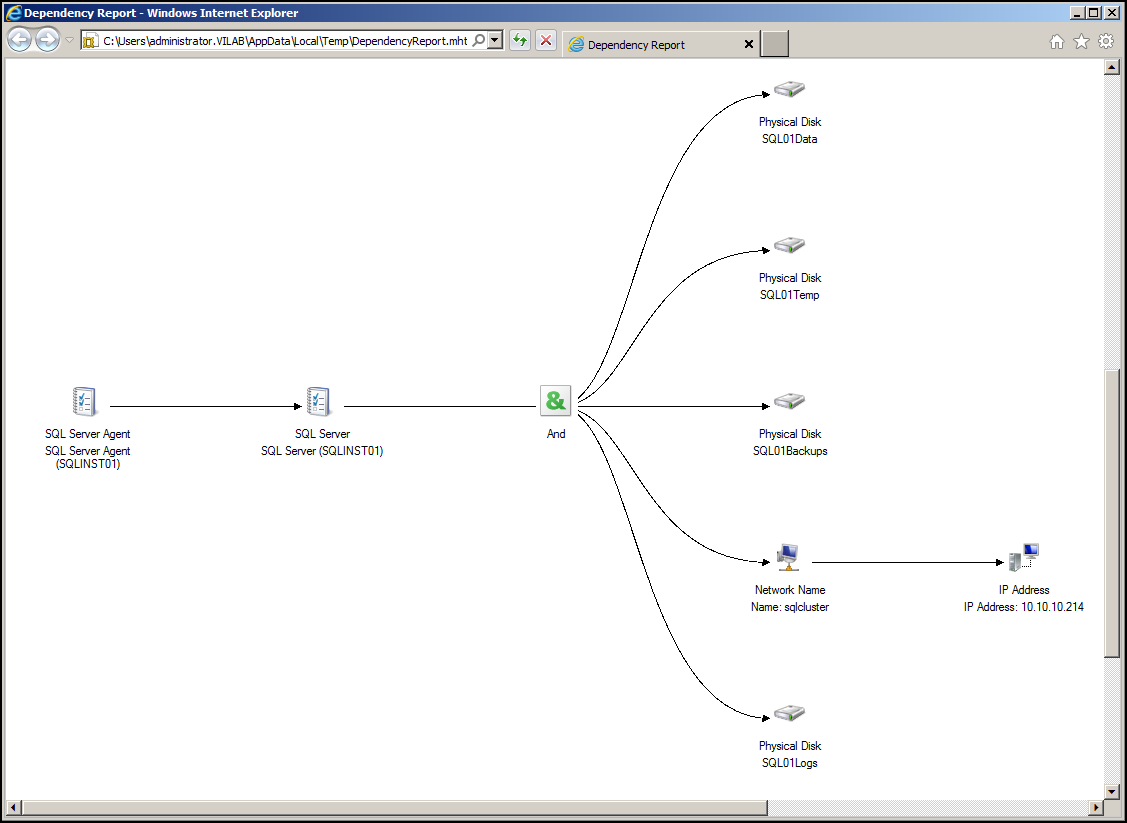 Dependency Report - Windows Internet Explorer
C:\Users\administrator.VILAB\AppData\Local\Temp\DependencyReport.mht
Dependency Report
Physical Disk
SQL01Data
Physical Disk
SQL01Temp
SQL Server Agent
SQL Server Agent
(SQLINST01)
SQL Server
SQL Server (SQLINST01)
&
And
Physical Disk
SQL01Backups
Network Name
Name: sqlcluster
IP Address
IP Address: 10.10.10.214
Physical Disk
SQL01Logs